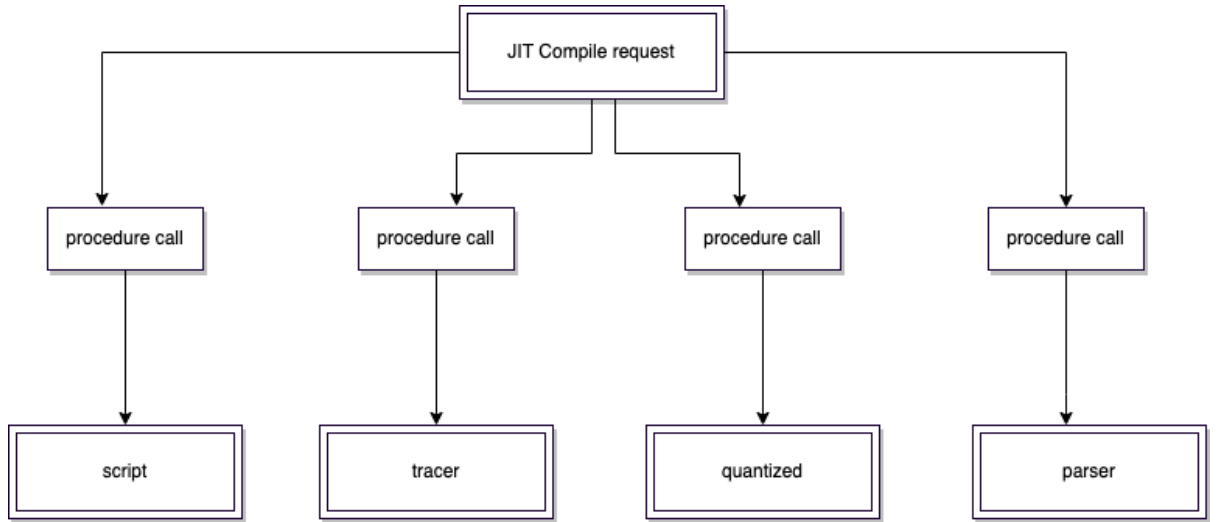 JIT Compile request
procedure call
procedure call
procedure call
procedure call
script
tracer
quantized
parser